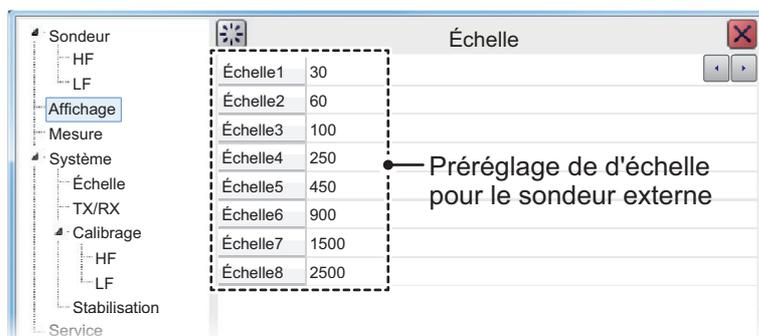 Sondeur
HF
LF
Affichage
Mesure
Système
Échelle
TX/RX
Calibrage
HF
LF
Stabilisation
Service
Échelle
Échelle1 30
Échelle2 60
Échelle3 100
Échelle4 250
Échelle5 450
Échelle6 900
Échelle7 1500
Échelle8 2500
Préréglage de d'échelle
pour le sondeur externe